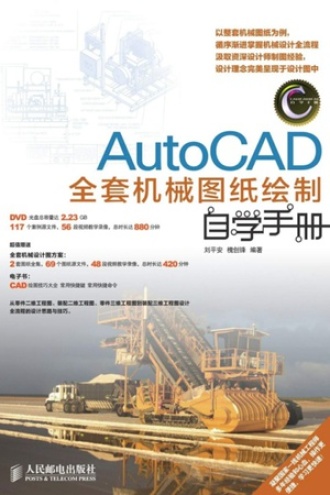 以整套机械图纸为例，
循序渐进掌握机械设计全流程
汲取资深设计师制图经验，
设计理念完美呈现于设计图中
AutoCAD
全套机械图纸绘制
自学手册
DVD 光盘总容量达 2.23 GB
117 个案例源文件，56 段视频教学录像，总时长达 880 分钟
刘平安 槐创锋 编著
超值赠送
全套机械设计图方案：
2 套图纸全集，69 个案例源文件，48 段视频教学录像，总时长达 420 分钟
电子书：
CAD 绘图技巧大全 常用快捷键 常用快捷命令
从零件二维工程图、装配二维工程图、零件三维工程图到装配三维工程图设计
全流程的设计思路与技巧。
人民邮电出版社